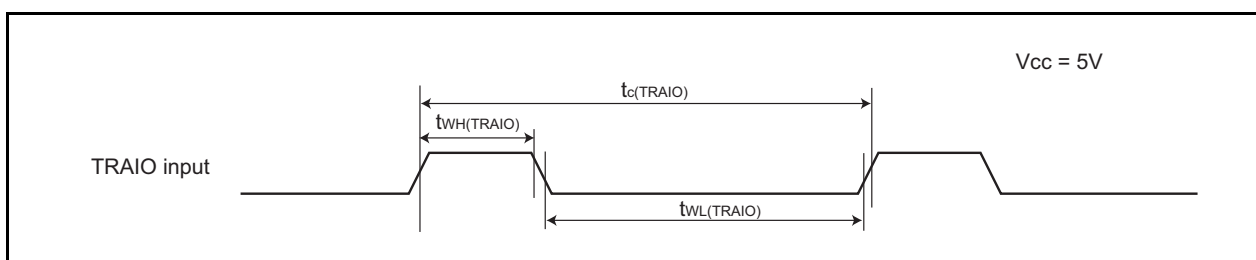 Vcc = 5V
tc(TRAIO)
tWH(TRAIO)
TRAIO input
tWL(TRAIO)